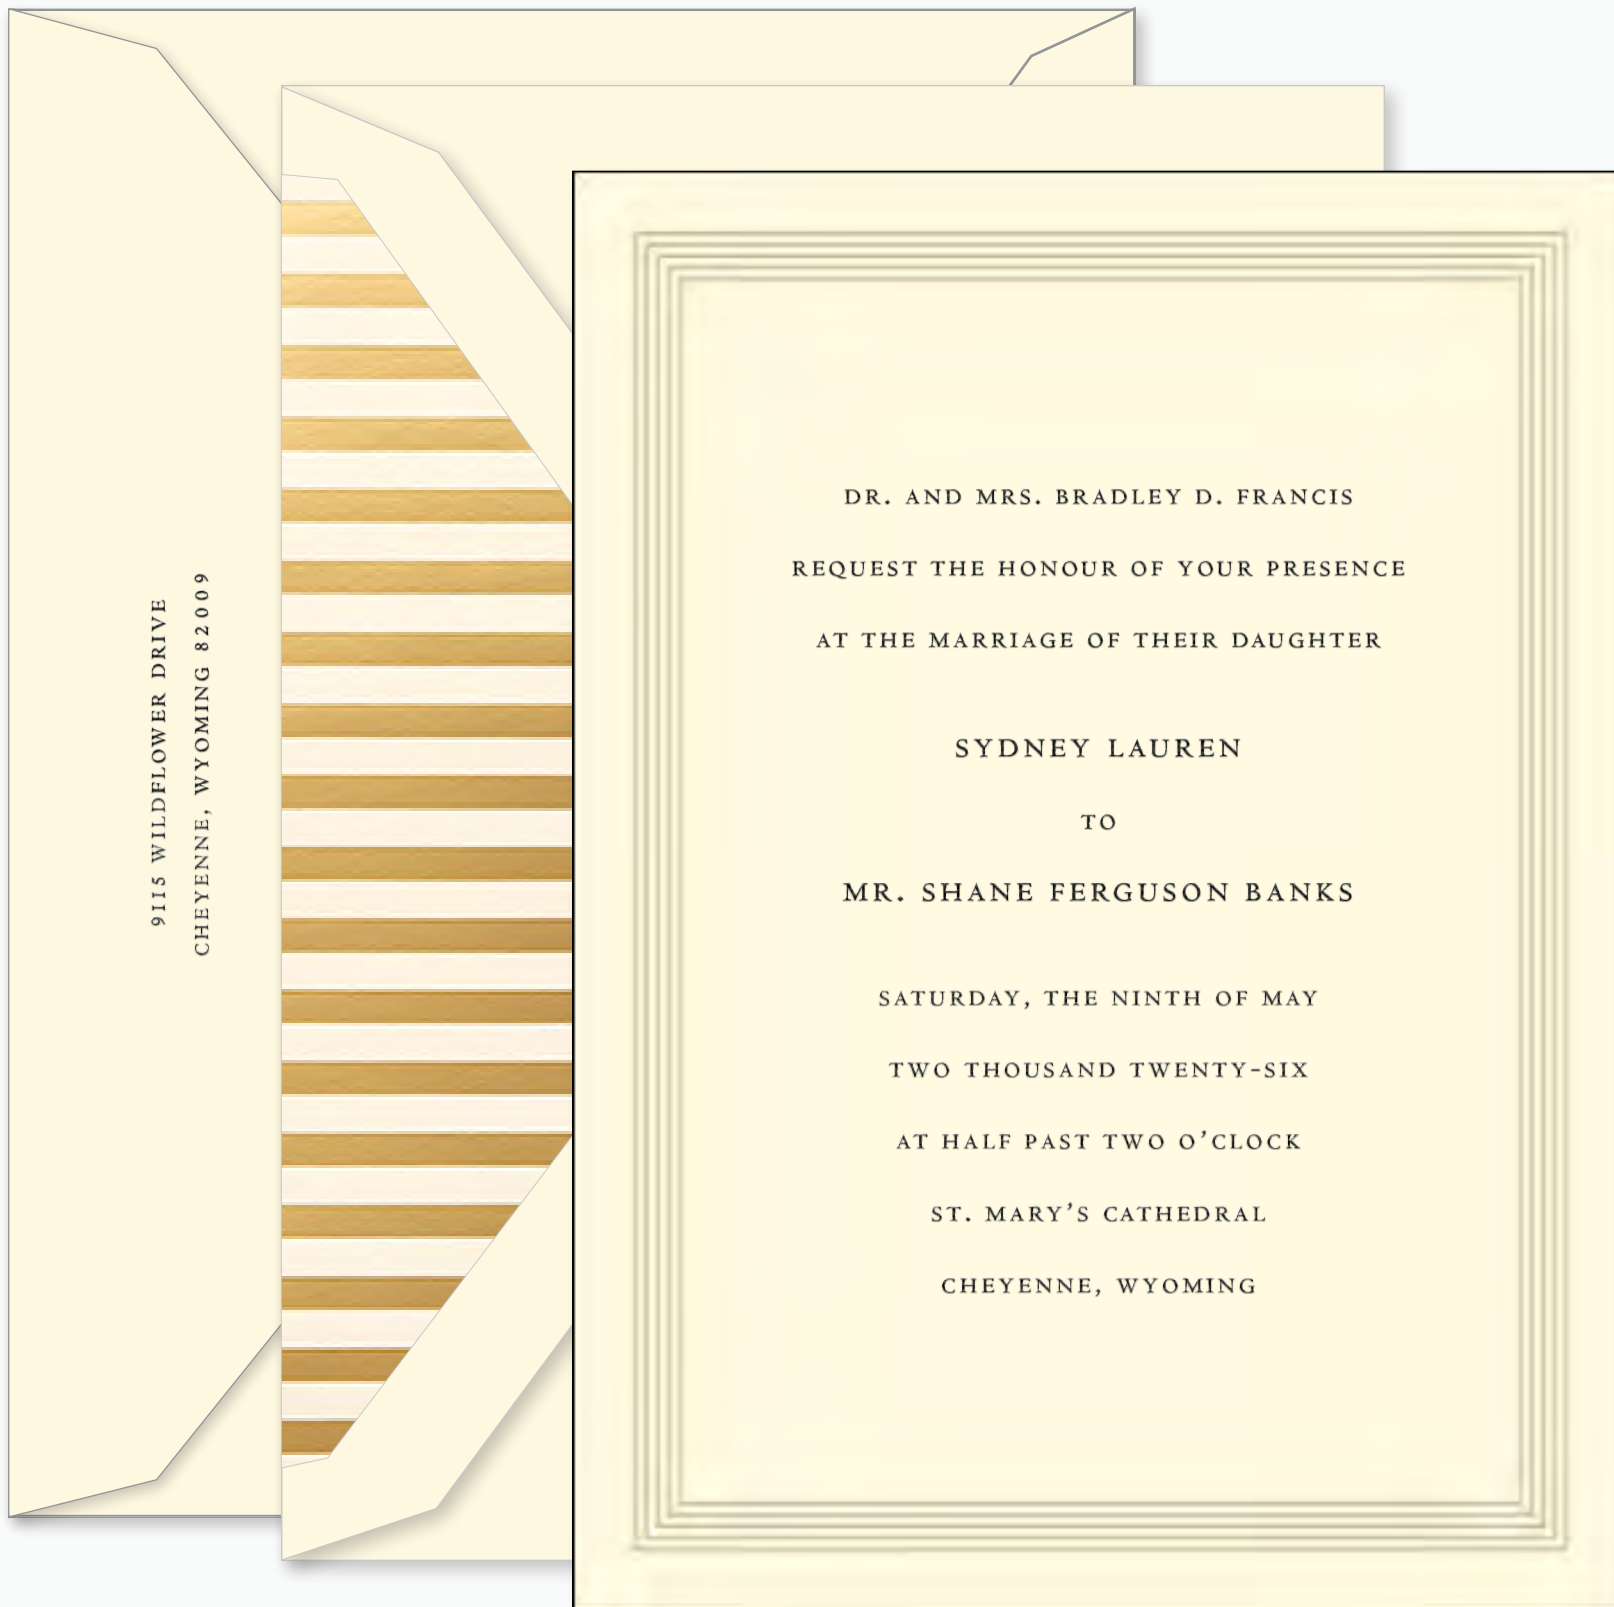 9115 WILDFLOWER DRIVE
CHEYENNE, WYOMING 82009
DR. AND MRS. BRADLEY D. FRANCIS
REQUEST THE HONOUR OF YOUR PRESENCE
AT THE MARRIAGE OF THEIR DAUGHTER
SYDNEY LAUREN
TO
MR. SHANE FERGUSON BANKS
SATURDAY, THE NINTH OF MAY
TWO THOUSAND TWENTY-SIX
AT HALF PAST TWO O’CLOCK
ST. MARY’S CATHEDRAL
CHEYENNE, WYOMING